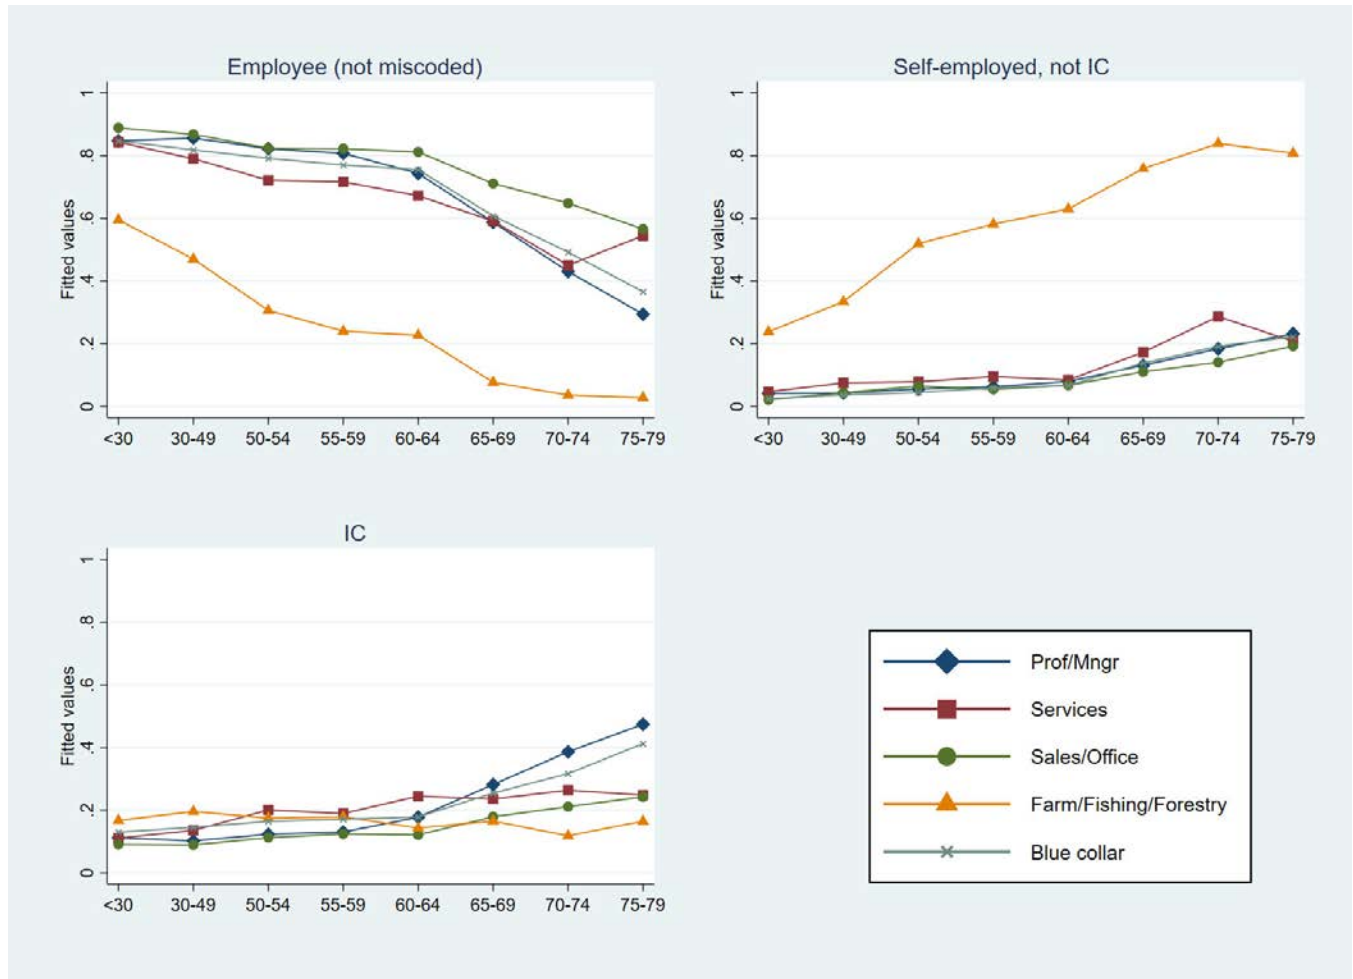 Employee (not miscoded)
Self-employed, not IC
Fitted values
0 .2 .4 .6 .8 1
<30 30-49 50-54 55-59 60-64 65-69 70-74 75-79
Fitted values
0 .2 .4 .6 .8 1
<30 30-49 50-54 55-59 60-64 65-69 70-74 75-79
IC
Fitted values
0 .2 .4 .6 .8 1
<30 30-49 50-54 55-59 60-64 65-69 70-74 75-79
Prof/Mngr
Services
Sales/Office
Farm/Fishing/Forestry
Blue collar